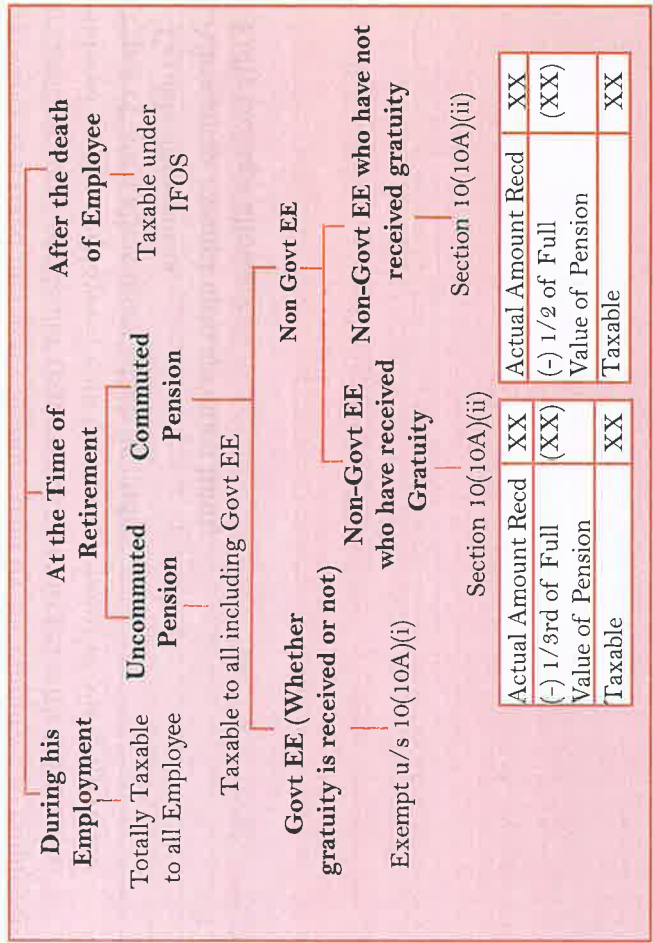 During his
Employment
Totally Taxable
to all Employee
At the Time of
Retirement
Uncommuted
Pension
Taxable to all including Govt EE
Commuted
Pension
Govt EE (Whether
gratuity is received or not)
Exempt u/s 10(10A)(i)
Non Govt EE
Non-Govt EE
who have received
Gratuity
Section 10(10A)(ii)
Actual Amount Recd XX
(-) 1/3rd of Full (XX)
Value of Pension
Taxable XX
Non-Govt EE who have not
received gratuity
Section 10(10A)(ii)
Actual Amount Recd XX
(-) 1/2 of Full (XX)
Value of Pension
Taxable XX
After the death
of Employee
Taxable under
IFOS